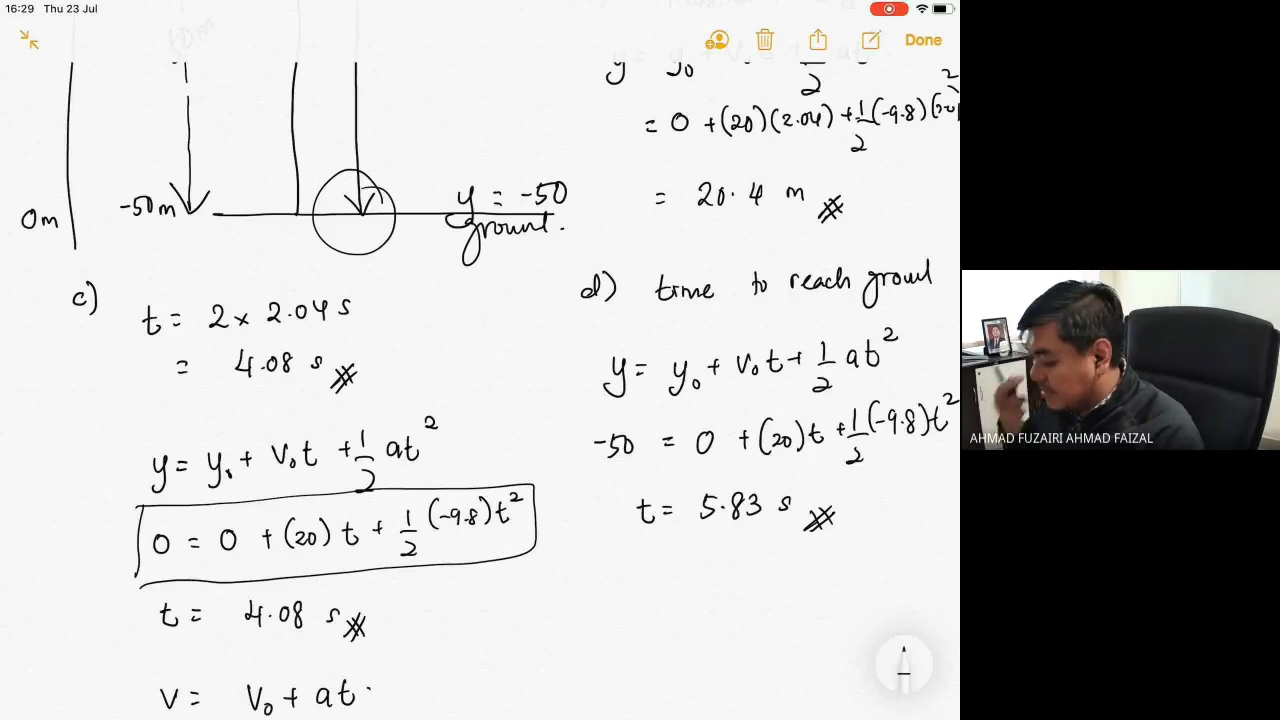 16:29 Thu 23 Jul
Done
y y0 1/2
= 0 + (20)(2.04) + 1/2 (-9.8)
= 20.4 m
y = -50
-50m
0m
ground.
c)
t = 2 x 2.04 s
= 4.08 s
y = y0 + V0t + 1/2 at²
0 = 0 + (20) t + 1/2 (-9.8) t²
t = 4.08 s
v = V0 + at
d) time to reach ground
y = y0 + V0t + 1/2 at²
-50 = 0 + (20)t + 1/2 (-9.8)t²
t = 5.83 s
AHMAD FUZAIRI AHMAD FAIZAL